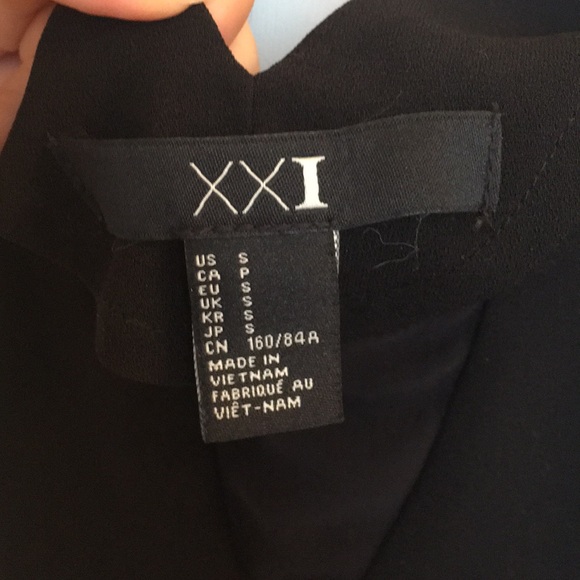 XXI
US S
CA P
EU S
UK S
KR S
JP S
CN 160/84A
MADE IN
VIETNAM
FABRIQUÉ AU
VIÊT-NAM